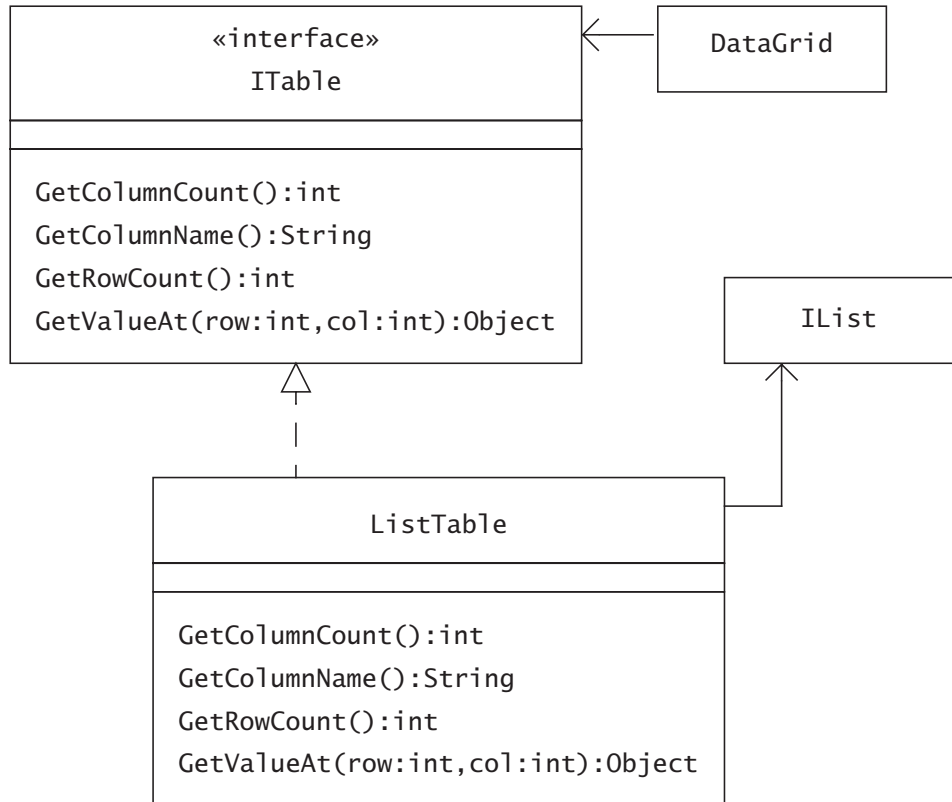 «interface»
ITable
DataGrid
GetColumnCount():int
GetColumnName():String
GetRowCount():int
GetValueAt(row:int,col:int):Object
IList
ListTable
GetColumnCount():int
GetColumnName():String
GetRowCount():int
GetValueAt(row:int,col:int):Object